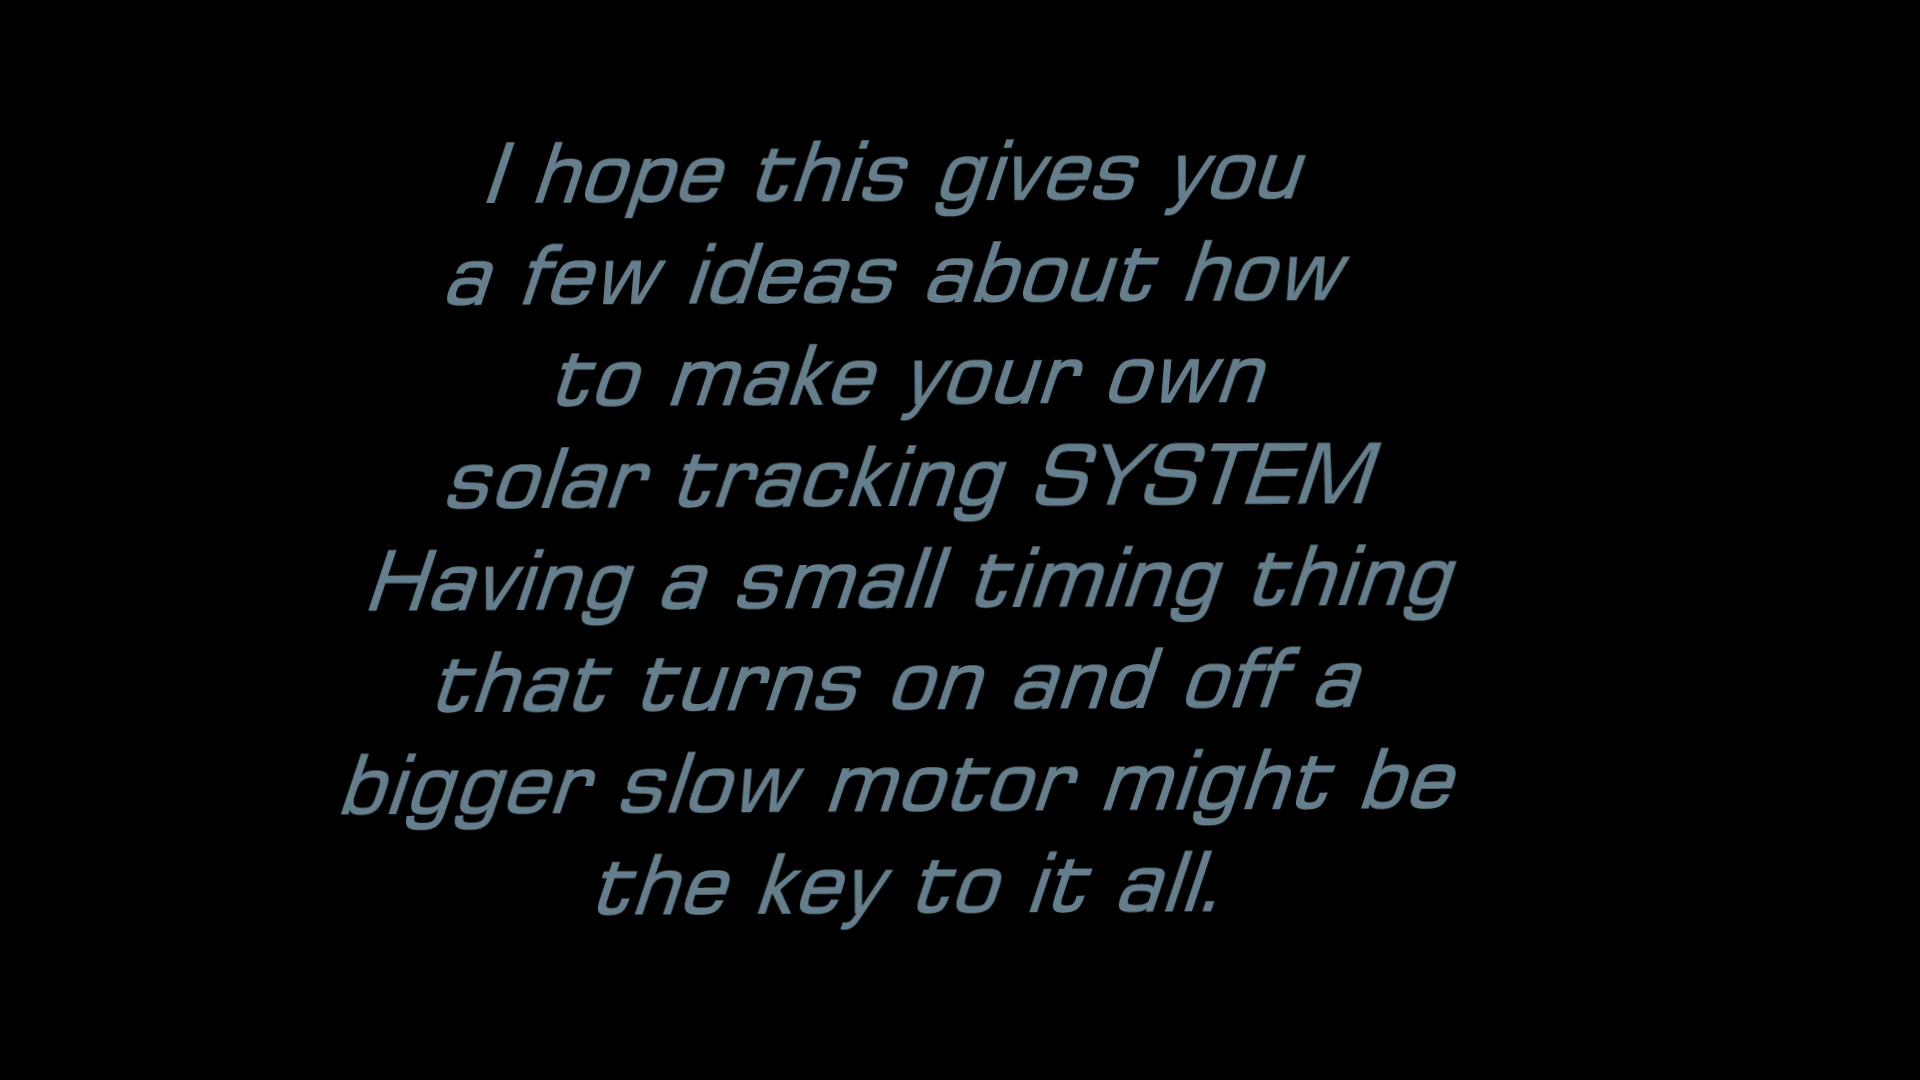 I hope this gives you
a few ideas about how
to make your own
solar tracking SYSTEM
Having a small timing thing
that turns on and off a
bigger slow motor might be
the key to it all.